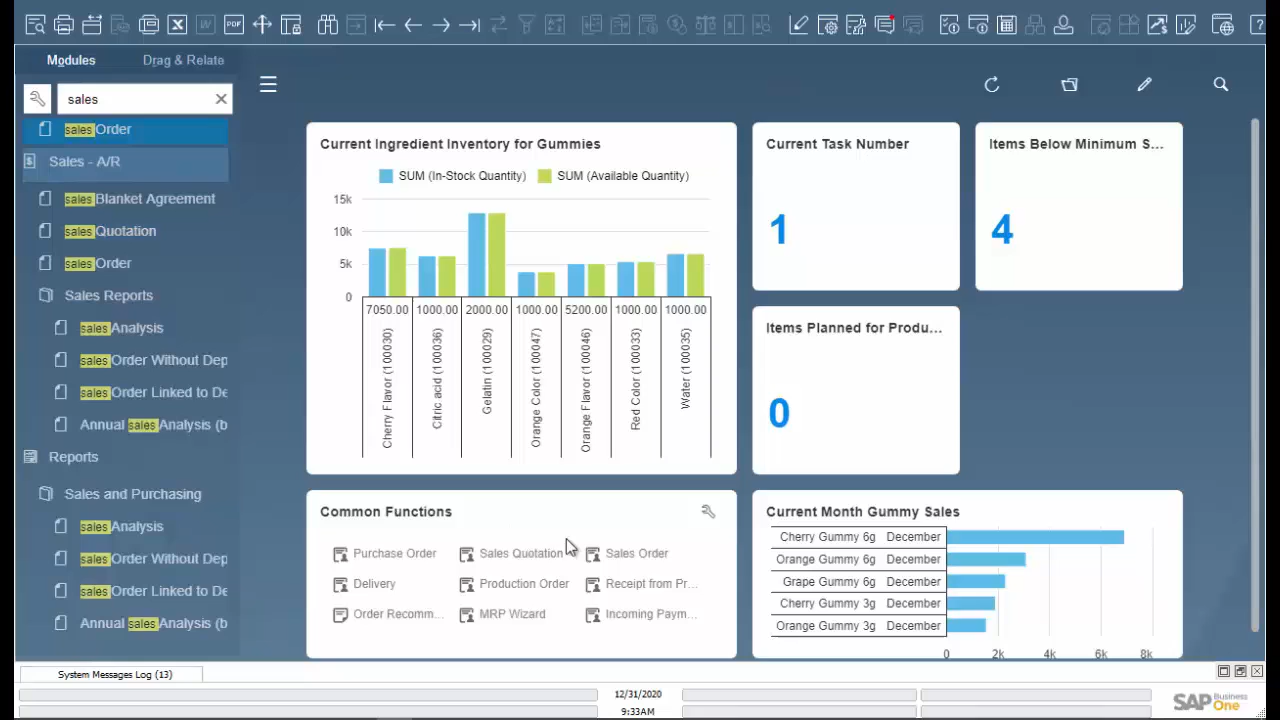 W
PDF
?
Modules
Drag & Relate
sales
sales Order
Sales - A/R
sales Blanket Agreement
sales Quotation
sales Order
Sales Reports
sales Analysis
sales Order Without Dep
sales Order Linked to De
Annual sales Analysis (b
Reports
Sales and Purchasing
sales Analysis
sales Order Without Dep
sales Order Linked to De
Annual sales Analysis (b
Current Ingredient Inventory for Gummies
SUM (In-Stock Quantity)
SUM (Available Quantity)
15k
10k
5k
0
7050.00 1000.00 2000.00 1000.00 5200.00 1000.00 1000.00
Cherry Flavor (100030)
Citric acid (100036)
Gelatin (100029)
Orange Color (100047)
Orange Flavor (100046)
Red Color (100033)
Water (100035)
Current Task Number
1
Items Below Minimum S...
4
Items Planned for Produ...
0
Common Functions
Purchase Order
Sales Quotation
Sales Order
Delivery
Production Order
Receipt from Pr...
Order Recomm...
MRP Wizard
Incoming Paym...
Current Month Gummy Sales
Cherry Gummy 6g December
Orange Gummy 6g December
Grape Gummy 6g December
Cherry Gummy 3g December
Orange Gummy 3g December
0 2k 4k 6k 8k
System Messages Log (13)
12/31/2020
9:33AM
SAP Business One